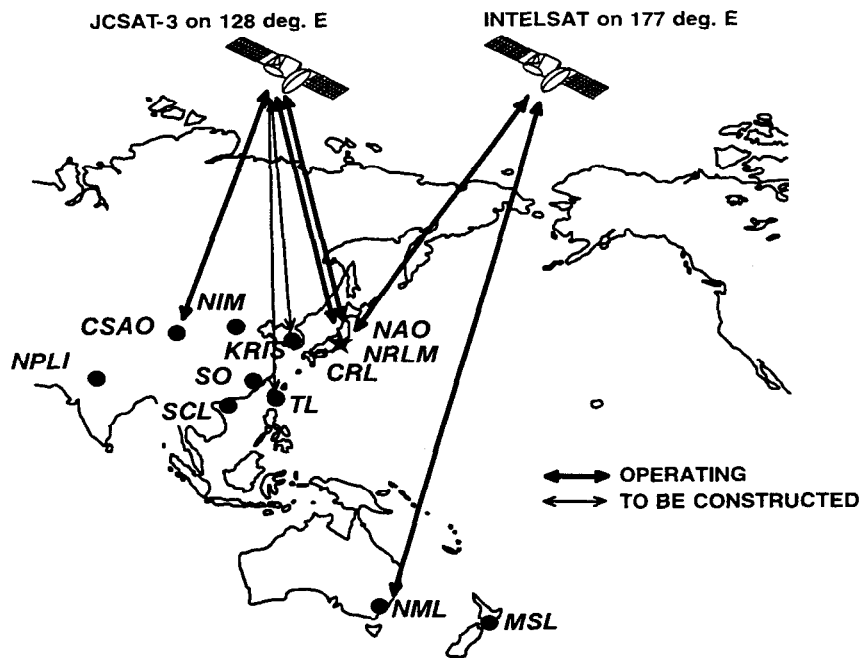 JCSAT-3 on 128 deg. E
INTELSAT on 177 deg. E
NIM
CSAO
NAO
KRIS
NRLM
NPLI
SO
CRL
SCL
TL
OPERATING
TO BE CONSTRUCTED
NML
MSL